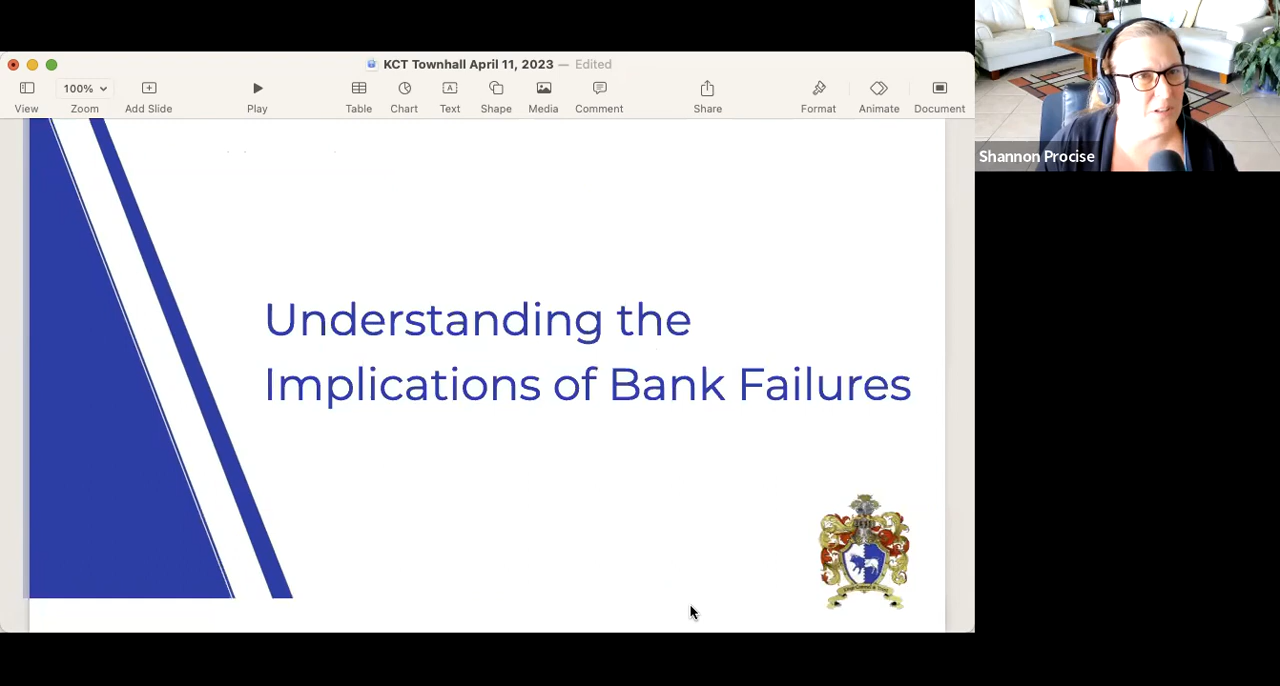 KCT Townhall April 11, 2023 — Edited
100%
View
Zoom
Add Slide
Play
Table
Chart
Text
Shape
Media
Comment
Share
Format
Animate
Document
Shannon Procise
Understanding the
Implications of Bank Failures